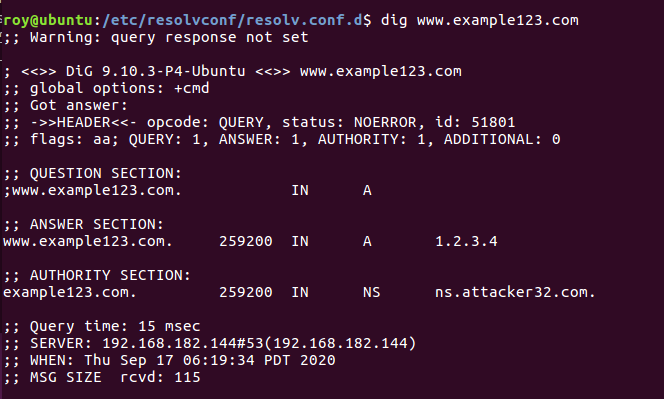 roy@ubuntu:/etc/resolvconf/resolv.conf.d$ dig www.example123.com
;; Warning: query response not set

; <<>> DiG 9.10.3-P4-Ubuntu <<>> www.example123.com
;; global options: +cmd
;; Got answer:
;; ->>HEADER<<- opcode: QUERY, status: NOERROR, id: 51801
;; flags: aa; QUERY: 1, ANSWER: 1, AUTHORITY: 1, ADDITIONAL: 0

;; QUESTION SECTION:
;www.example123.com.		IN	A

;; ANSWER SECTION:
www.example123.com.	259200	IN	A	1.2.3.4

;; AUTHORITY SECTION:
example123.com.		259200	IN	NS	ns.attacker32.com.

;; Query time: 15 msec
;; SERVER: 192.168.182.144#53(192.168.182.144)
;; WHEN: Thu Sep 17 06:19:34 PDT 2020
;; MSG SIZE  rcvd: 115